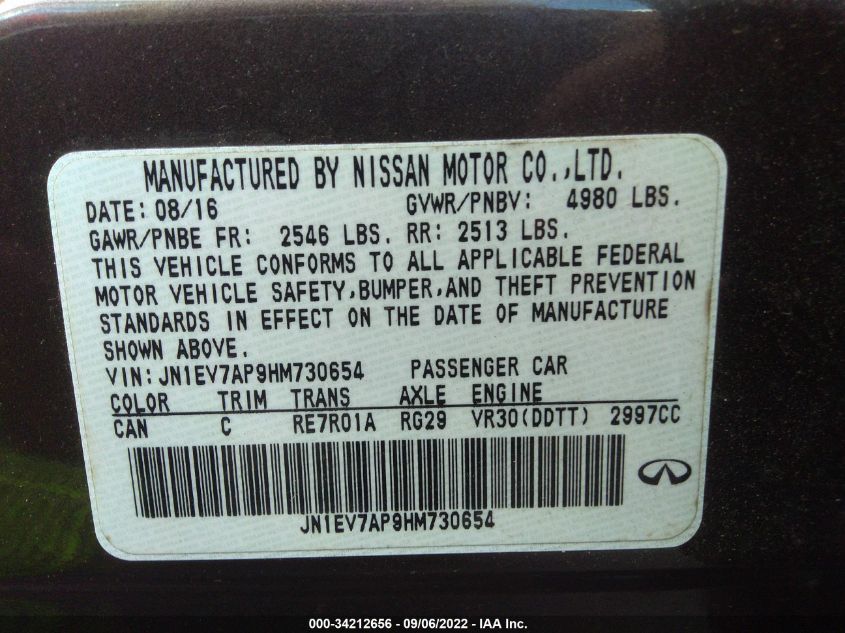 MANUFACTURED BY NISSAN MOTOR CO.,LTD.
DATE: 08/16 GVWR/PNBV: 4980 LBS.
GAWR/PNBE FR: 2546 LBS. RR: 2513 LBS.
THIS VEHICLE CONFORMS TO ALL APPLICABLE FEDERAL
MOTOR VEHICLE SAFETY,BUMPER,AND THEFT PREVENTION
STANDARDS IN EFFECT ON THE DATE OF MANUFACTURE
SHOWN ABOVE.
VIN:JN1EV7AP9HM730654 PASSENGER CAR
COLOR TRIM TRANS AXLE ENGINE
CAN C RE7R01A RG29 VR30(DDTT) 2997CC
JN1EV7AP9HM730654
000-34212656 - 09/06/2022 - IAA Inc.